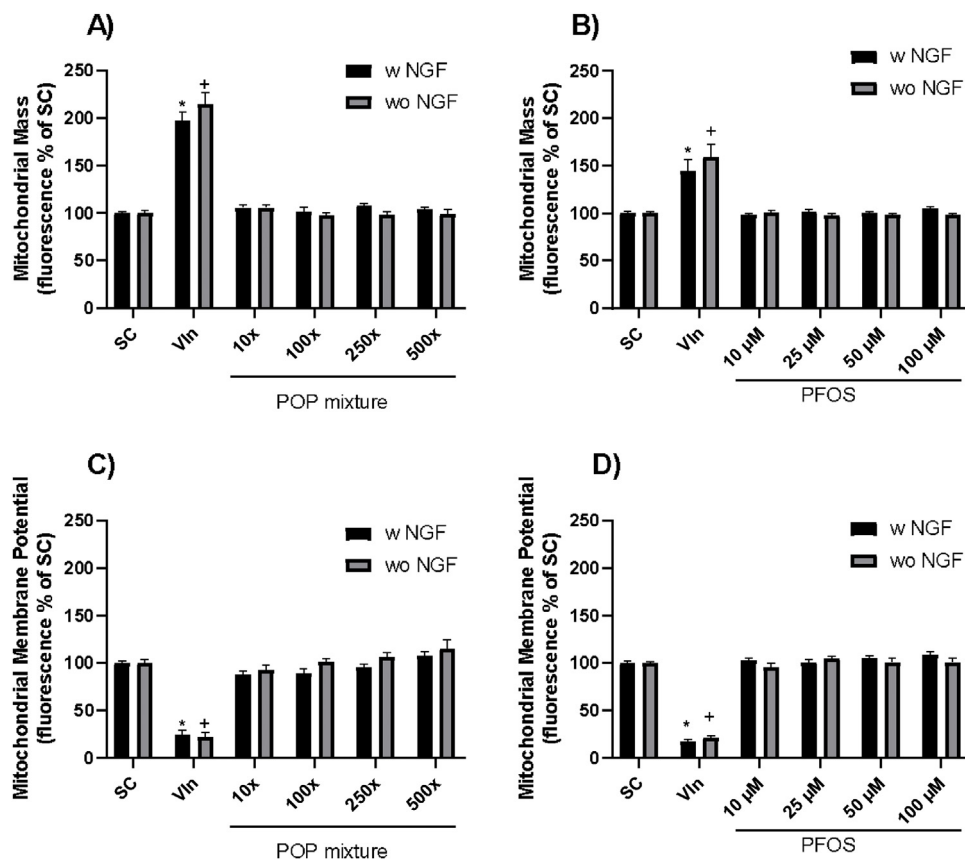 A)
Mitochondrial Mass
(fluorescence % of SC)
250
200
150
100
50
0
w NGF
wo NGF
*
+
SC
VIn
10x
100x
250x
500x
POP mixture
B)
Mitochondrial Mass
(fluorescence % of SC)
250
200
150
100
50
0
w NGF
wo NGF
*
+
SC
VIn
10 µM
25 µM
50 µM
100 µM
PFOS
C)
Mitochondrial Membrane Potential
(fluorescence % of SC)
250
200
150
100
50
0
w NGF
wo NGF
*
+
SC
VIn
10x
100x
250x
500x
POP mixture
D)
Mitochondrial Membrane Potential
(fluorescence % of SC)
250
200
150
100
50
0
w NGF
wo NGF
*
+
SC
VIn
10 µM
25 µM
50 µM
100 µM
PFOS